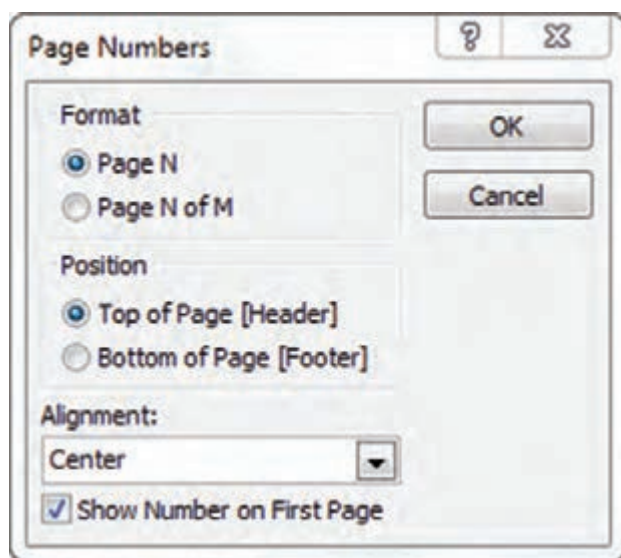 Page Numbers
Format
Page N
Page N of M
OK
Cancel
Position
Top of Page [Header]
Bottom of Page [Footer]
Alignment:
Center
Show Number on First Page